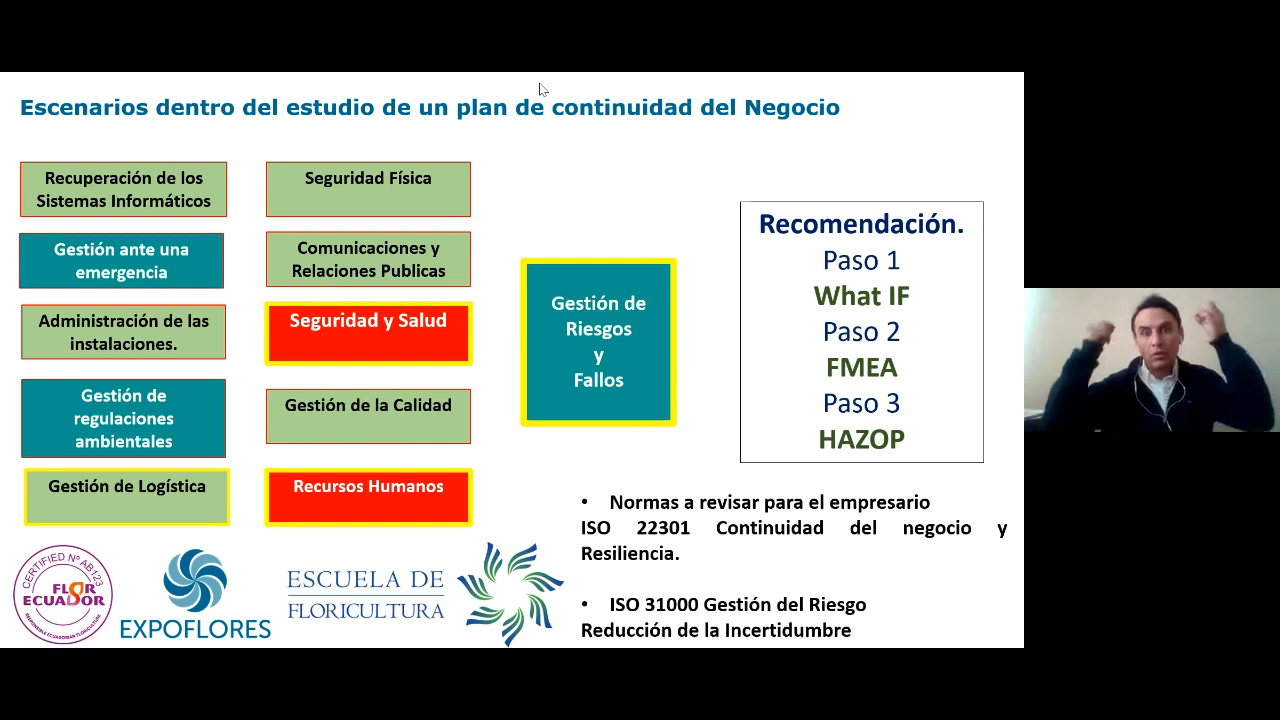 Escenarios dentro del estudio de un plan de continuidad del Negocio
Recuperación de los
Sistemas Informáticos
Gestión ante una
emergencia
Administración de las
instalaciones.
Gestión de
regulaciones
ambientales
Gestión de Logística
Seguridad Física
Comunicaciones y
Relaciones Publicas
Seguridad y Salud
Gestión de la Calidad
Recursos Humanos
Gestión de
Riesgos
y
Fallos
Recomendación.
Paso 1
What IF
Paso 2
FMEA
Paso 3
HAZOP
• Normas a revisar para el empresario
ISO 22301 Continuidad del negocio y
Resiliencia.
• ISO 31000 Gestión del Riesgo
Reducción de la Incertidumbre
CERTIFIED Nº AB123
FLOR
ECUADOR
RESPONSIBLE ECUADORIAN FLORICULTURE
EXPOFLORES
ESCUELA DE
FLORICULTURA